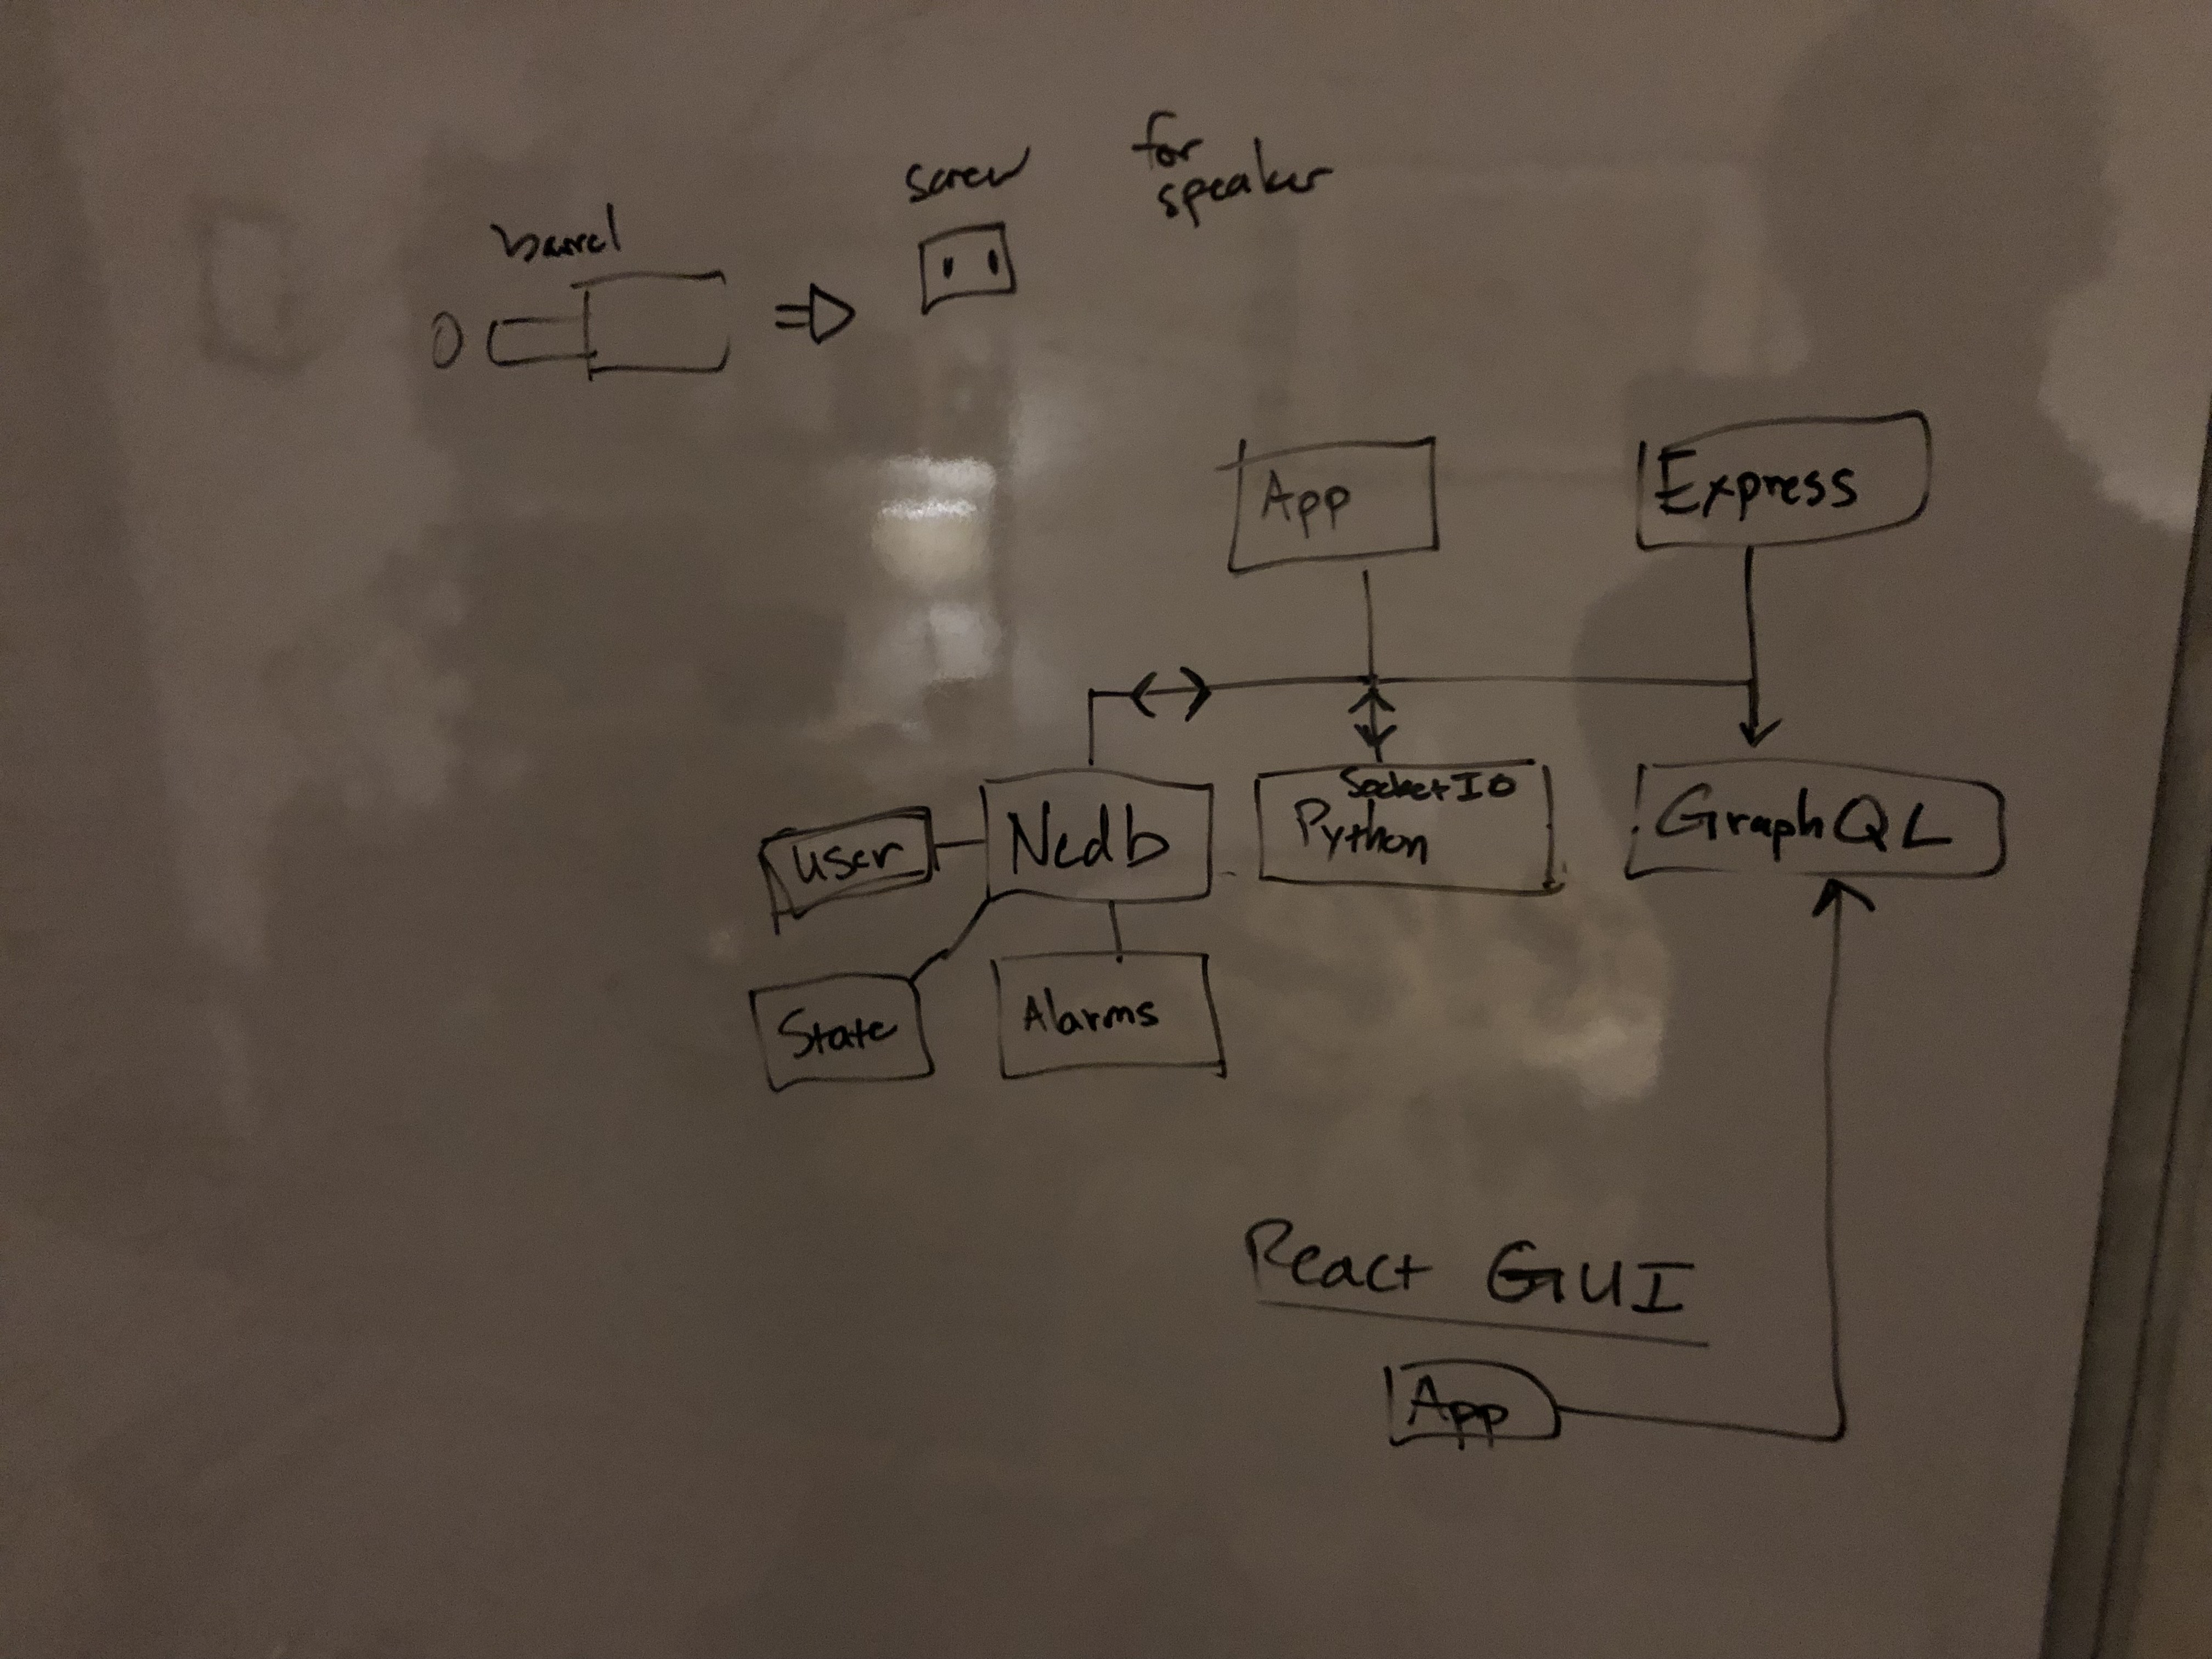 barrel
screw
for
speaker
App
Express
Nedb
SocketIO
Python
GraphQL
user
State
Alarms
React GUI
App